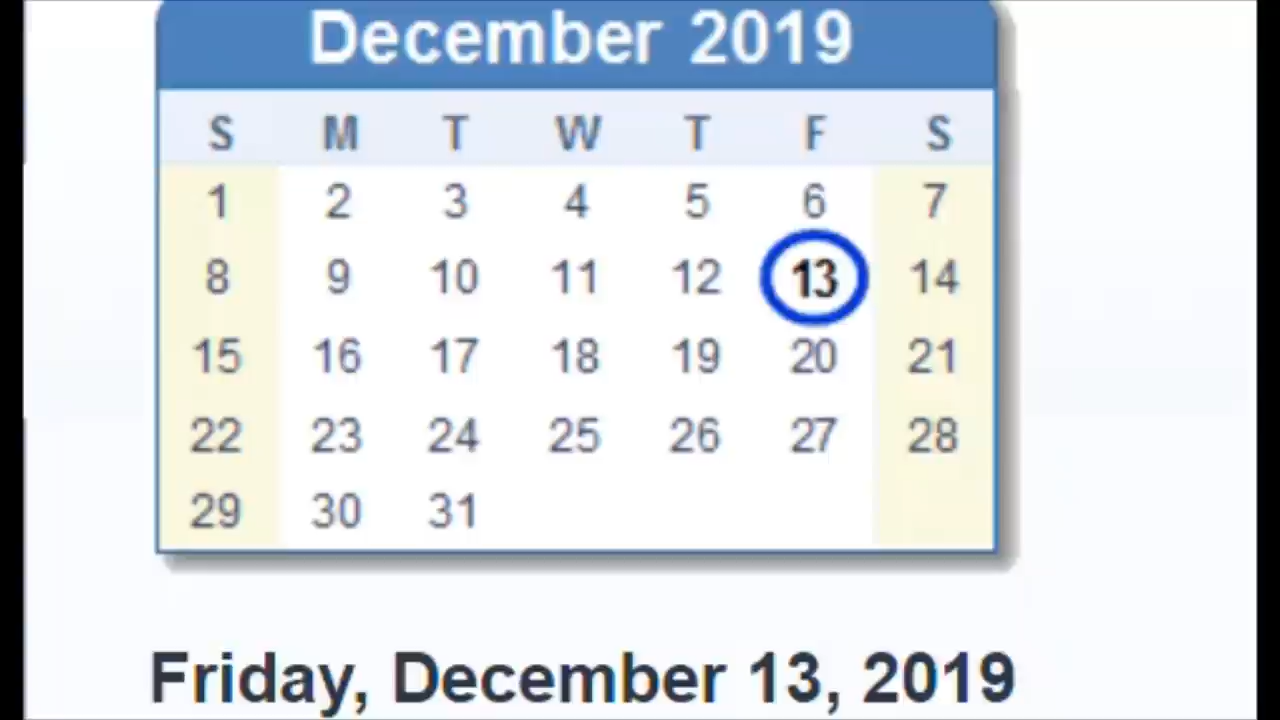 December 2019
S M T W T F S
1 2 3 4 5 6 7
8 9 10 11 12 13 14
15 16 17 18 19 20 21
22 23 24 25 26 27 28
29 30 31
Friday, December 13, 2019